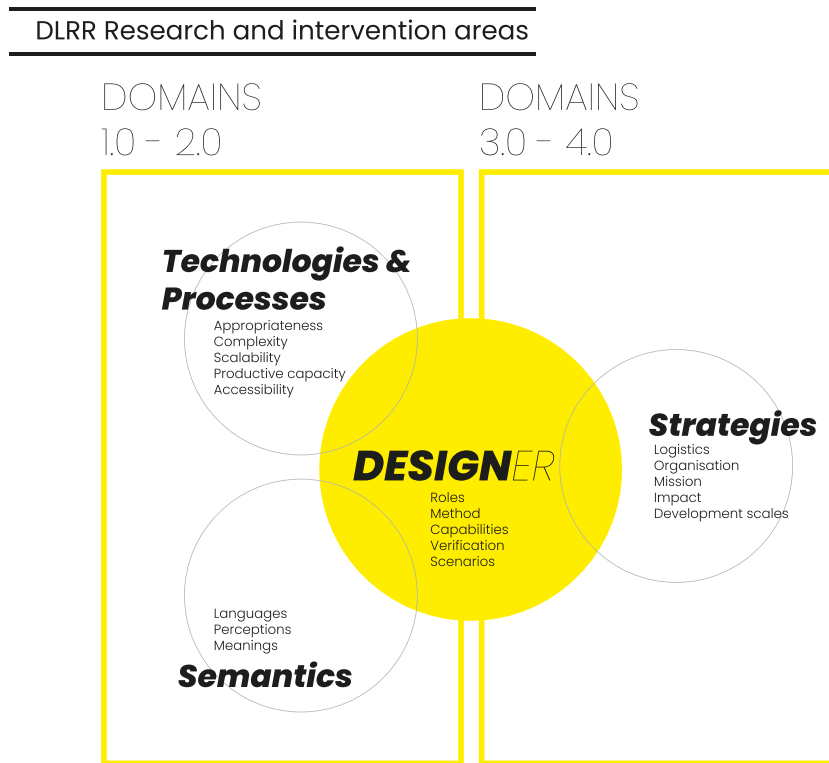 DLRR Research and intervention areas
DOMAINS
1.0 - 2.0
DOMAINS
3.0 - 4.0
Technologies &
Processes
Appropriateness
Complexity
Scalability
Productive capacity
Accessibility
DESIGNER
Roles
Method
Capabilities
Verification
Scenarios
Strategies
Logistics
Organisation
Mission
Impact
Development scales
Languages
Perceptions
Meanings
Semantics